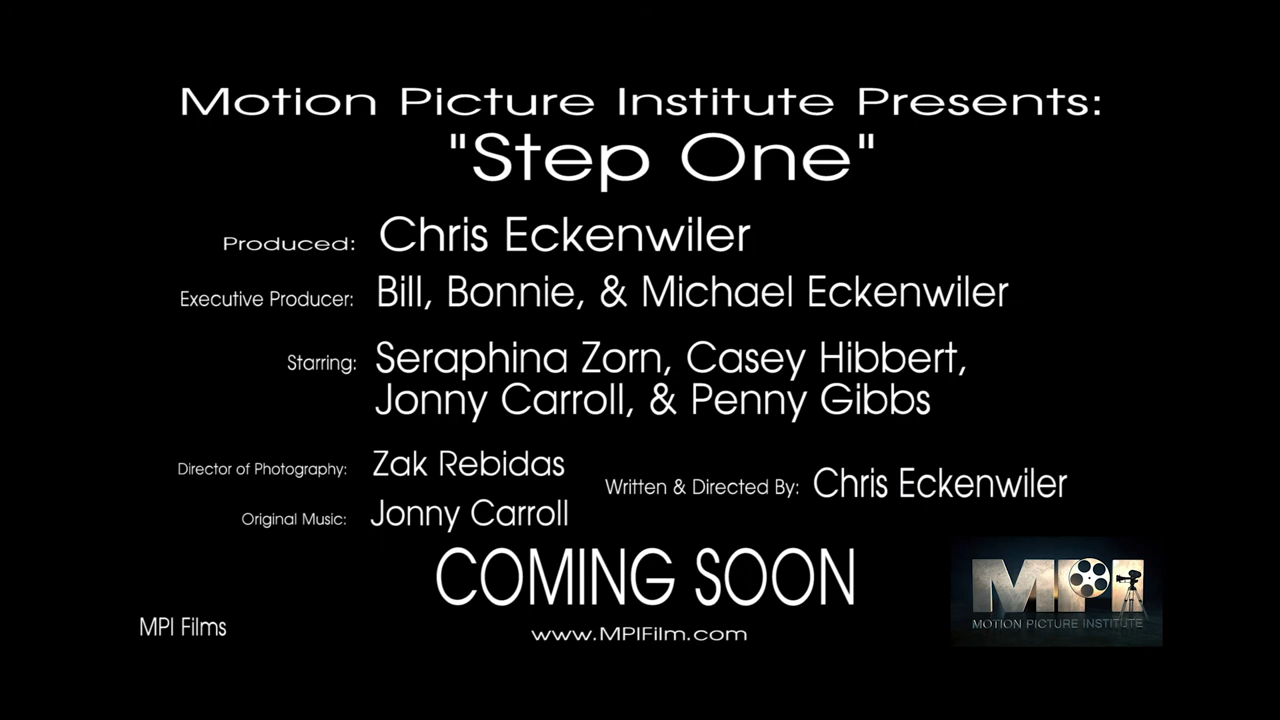 Motion Picture Institute Presents:
"Step One"
Produced: Chris Eckenwiler
Executive Producer: Bill, Bonnie, & Michael Eckenwiler
Starring: Seraphina Zorn, Casey Hibbert,
Jonny Carroll, & Penny Gibbs
Director of Photography: Zak Rebidas
Written & Directed By: Chris Eckenwiler
Original Music: Jonny Carroll
COMING SOON
MPI Films
www.MPIFilm.com
MPI
MOTION PICTURE INSTITUTE